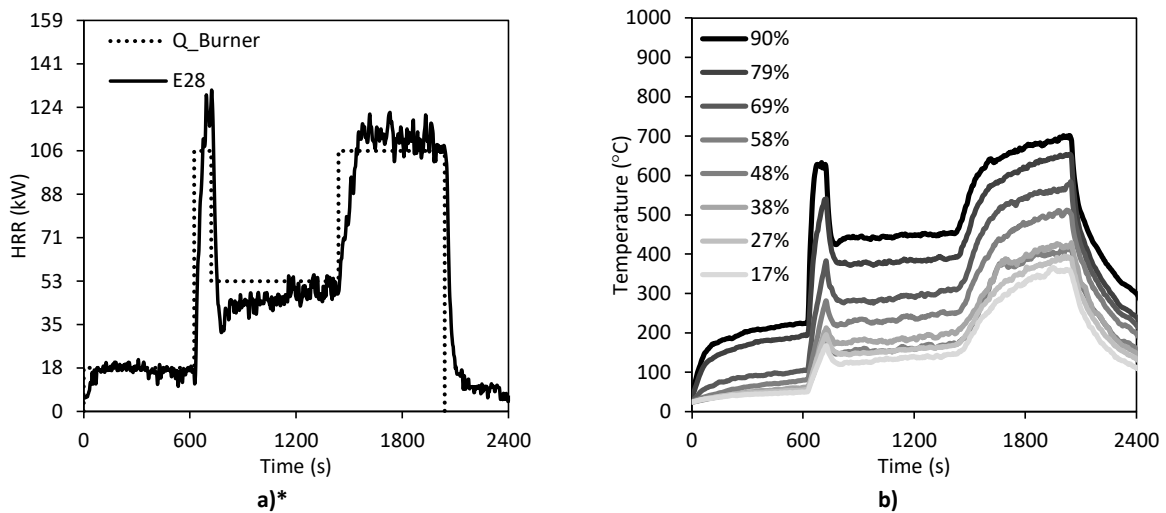 159
141
124
106
88
71
53
35
18
0
HRR (kW)
Q_Burner
E28
0 600 1200 1800 2400
Time (s)
a)*
1000
900
800
700
600
500
400
300
200
100
0
Temperature (°C)
90%
79%
69%
58%
48%
38%
27%
17%
0 600 1200 1800 2400
Time (s)
b)